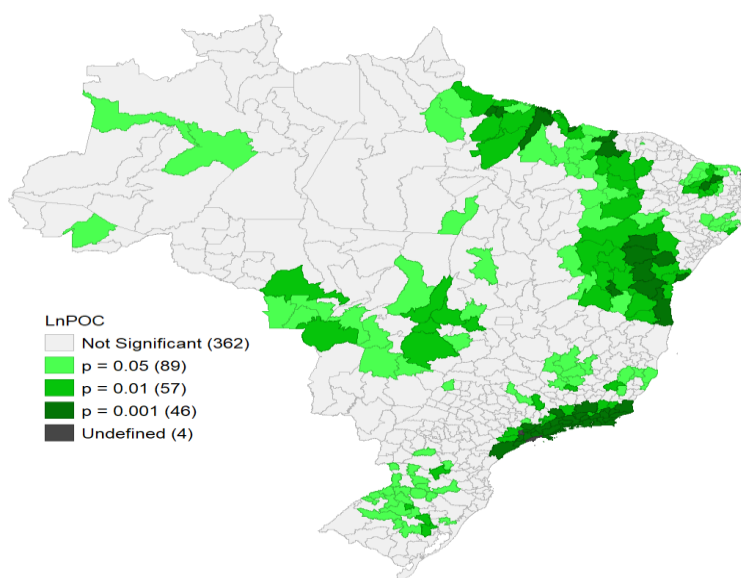 LnPOC
Not Significant (362)
p = 0.05 (89)
p = 0.01 (57)
p = 0.001 (46)
Undefined (4)